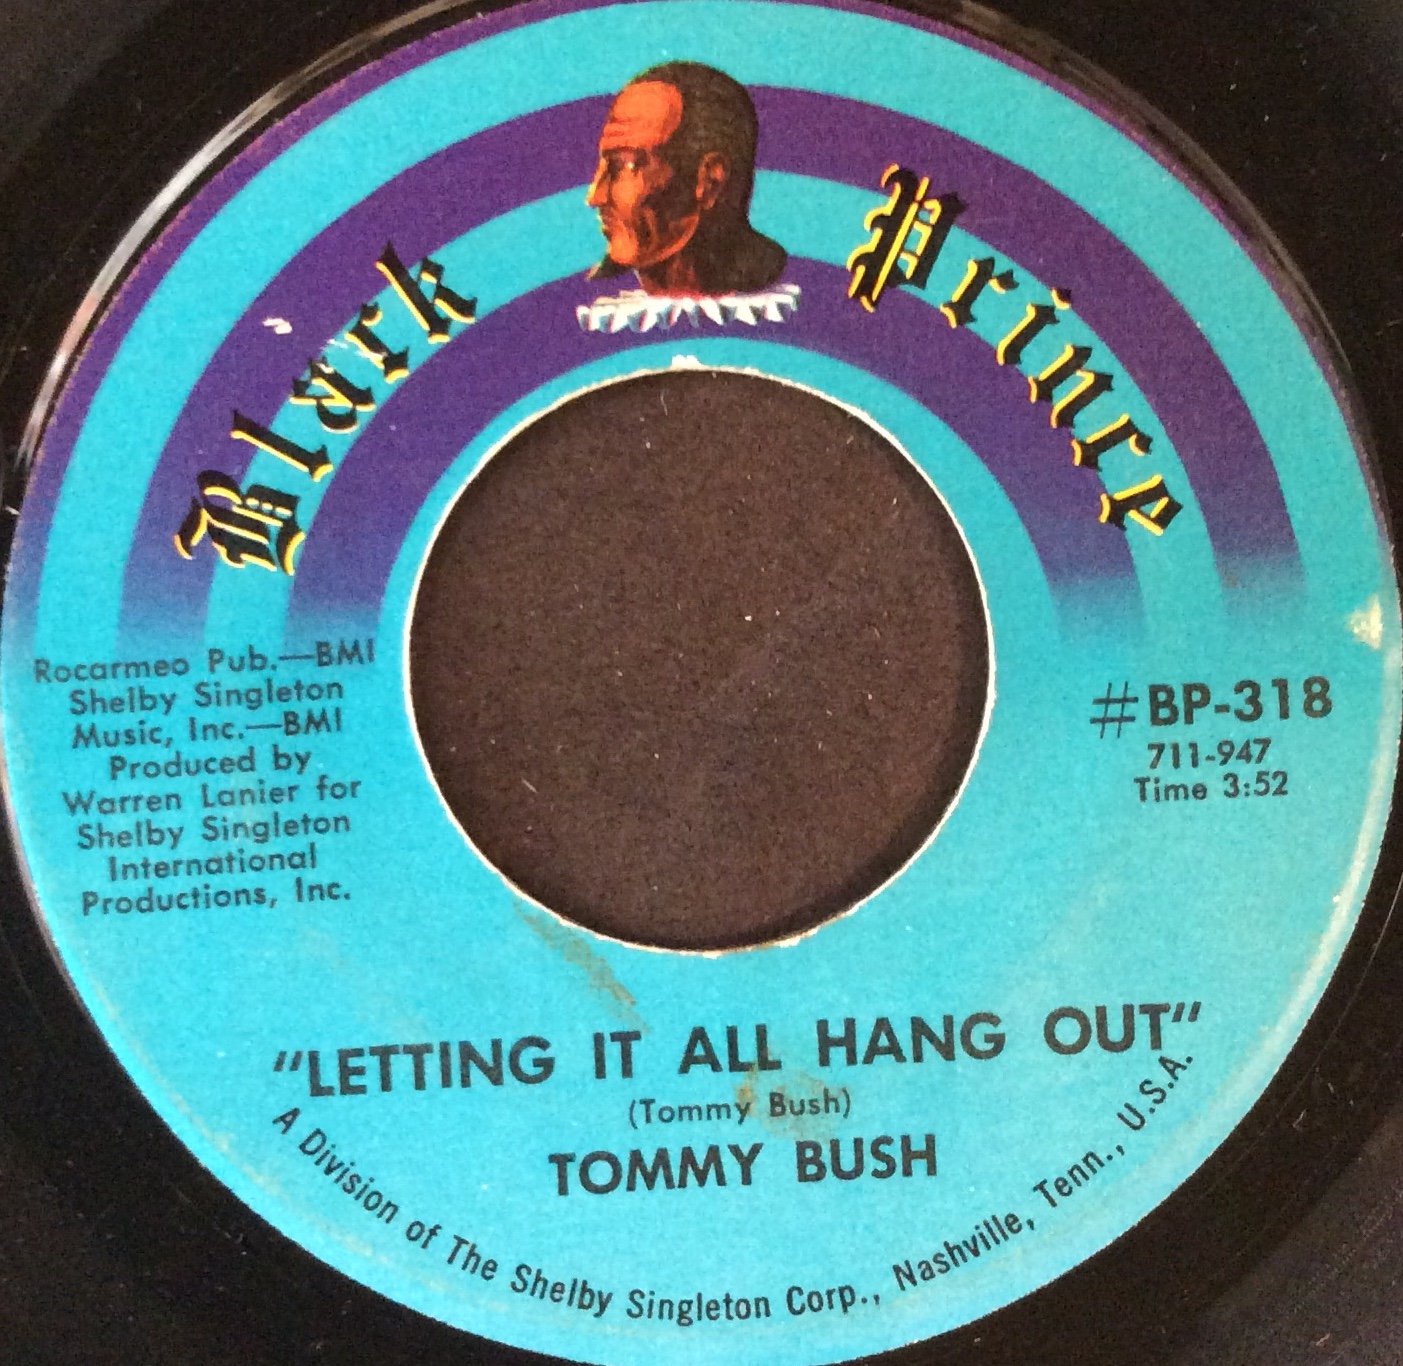 Black Prince
Rocarmeo Pub.—BMI
Shelby Singleton
Music, Inc.—BMI
Produced by
Warren Lanier for
Shelby Singleton
International
Productions, Inc.
#BP-318
711-947
Time 3:52
"LETTING IT ALL HANG OUT"
(Tommy Bush)
TOMMY BUSH
A Division of The Shelby Singleton Corp., Nashville, Tenn., U.S.A.